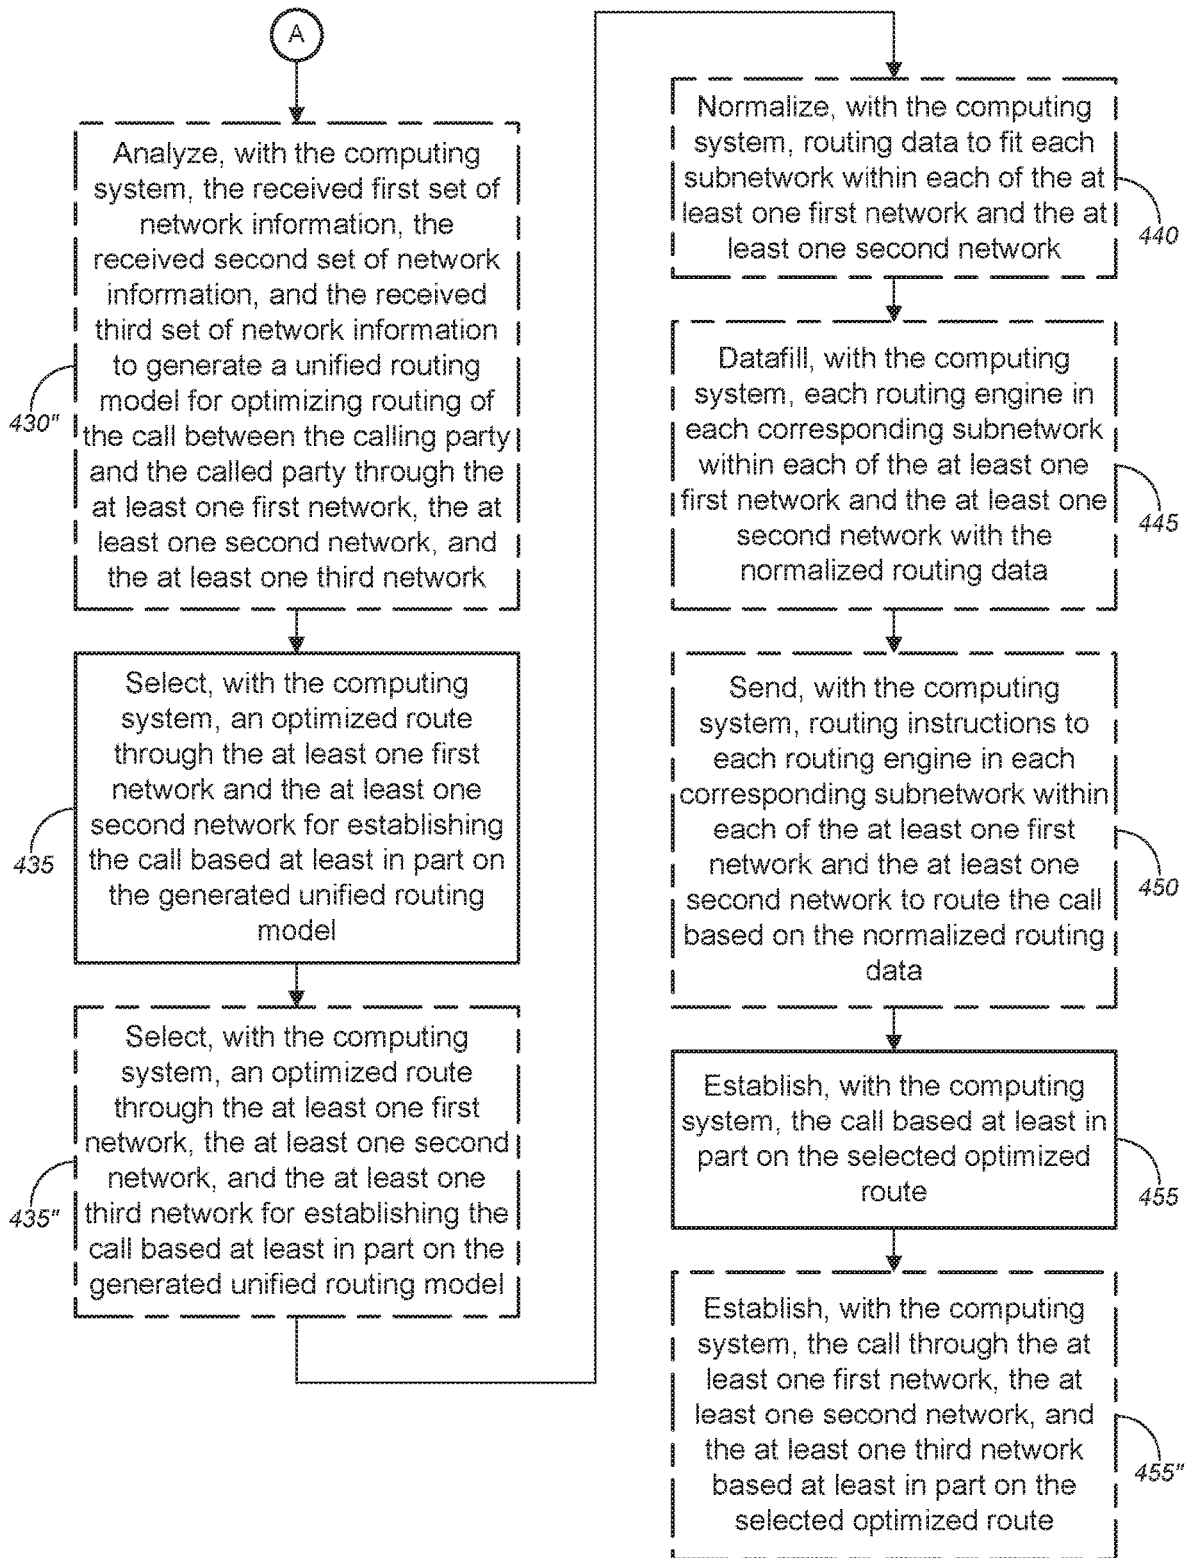 A
Analyze, with the computing
system, the received first set of
network information, the
received second set of network
information, and the received
third set of network information
to generate a unified routing
model for optimizing routing of
the call between the calling party
and the called party through the
at least one first network, the at
least one second network, and
the at least one third network
430"
Select, with the computing
system, an optimized route
through the at least one first
network and the at least one
second network for establishing
the call based at least in part on
the generated unified routing
model
435
Select, with the computing
system, an optimized route
through the at least one first
network, the at least one second
network, and the at least one
third network for establishing the
call based at least in part on the
generated unified routing model
435"
Normalize, with the computing
system, routing data to fit each
subnetwork within each of the at
least one first network and the at
least one second network
440
Datafill, with the computing
system, each routing engine in
each corresponding subnetwork
within each of the at least one
first network and the at least one
second network with the
normalized routing data
445
Send, with the computing
system, routing instructions to
each routing engine in each
corresponding subnetwork within
each of the at least one first
network and the at least one
second network to route the call
based on the normalized routing
data
450
Establish, with the computing
system, the call based at least in
part on the selected optimized
route
455
Establish, with the computing
system, the call through the at
least one first network, the at
least one second network, and
the at least one third network
based at least in part on the
selected optimized route
455"